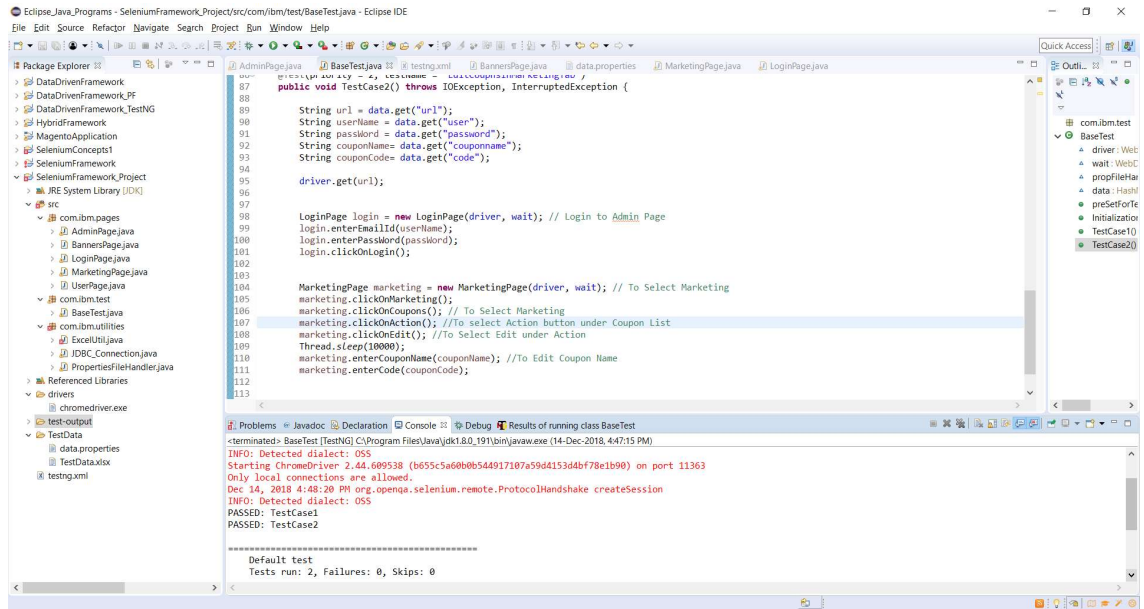 Eclipse_Java_Programs - SeleniumFramework_Project/src/com/ibm/test/BaseTest.java - Eclipse IDE
File Edit Source Refactor Navigate Search Project Run Window Help
Quick Access
Package Explorer
DataDrivenFramework
DataDrivenFramework_PF
DataDrivenFramework_TestNG
HybridFramework
MagentoApplication
SeleniumConcepts1
SeleniumFramework
SeleniumFramework_Project
JRE System Library [JDK]
src
com.ibm.pages
AdminPage.java
BannersPage.java
LoginPage.java
MarketingPage.java
UserPage.java
com.ibm.test
BaseTest.java
com.ibm.utilities
ExcelUtil.java
JDBC_Connection.java
PropertiesFileHandler.java
Referenced Libraries
drivers
chromedriver.exe
test-output
TestData
data.properties
TestData.xlsx
testng.xml
AdminPage.java BaseTest.java testng.xml BannersPage.java data.properties MarketingPage.java LoginPage.java
87 public void TestCase2() throws IOException, InterruptedException {
88
89 String url = data.get("url");
90 String userName = data.get("user");
91 String passWord = data.get("password");
92 String couponName= data.get("couponname");
93 String couponCode= data.get("code");
94
95 driver.get(url);
96
97
98 LoginPage login = new LoginPage(driver, wait); // Login to Admin Page
99 login.enterEmailId(userName);
100 login.enterPassWord(passWord);
101 login.clickOnLogin();
102
103
104 MarketingPage marketing = new MarketingPage(driver, wait); // To Select Marketing
105 marketing.clickOnMarketing();
106 marketing.clickOnCoupons(); // To Select Marketing
107 marketing.clickOnAction(); //To select Action button under Coupon List
108 marketing.clickOnEdit(); //To Select Edit under Action
109 Thread.sleep(10000);
110 marketing.enterCouponName(couponName); //To Edit Coupon Name
111 marketing.enterCode(couponCode);
112
113
Outli...
com.ibm.test
BaseTest
driver : Web
wait : WebD
propFileHar
data : Hash
preSetForTe
Initialization
TestCase1()
TestCase2()
Problems Javadoc Declaration Console Debug Results of running class BaseTest
<terminated> BaseTest [TestNG] C:\Program Files\Java\jdk1.8.0_191\bin\javaw.exe (14-Dec-2018, 4:47:15 PM)
INFO: Detected dialect: OSS
Starting ChromeDriver 2.44.609538 (b655c5a60b0b544917107a59d4153d4bf78e1b90) on port 11363
Only local connections are allowed.
Dec 14, 2018 4:48:20 PM org.openqa.selenium.remote.ProtocolHandshake createSession
INFO: Detected dialect: OSS
PASSED: TestCase1
PASSED: TestCase2
===============================================
Default test
Tests run: 2, Failures: 0, Skips: 0